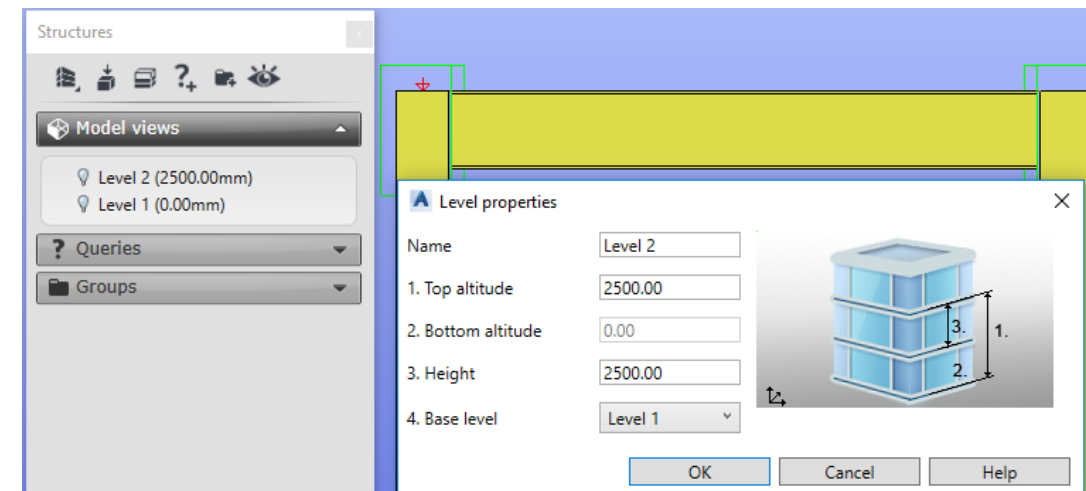 Structures
x
?+
Model views
Level 2 (2500.00mm)
Level 1 (0.00mm)
? Queries
Groups
A Level properties
Name
Level 2
1. Top altitude
2500.00
2. Bottom altitude
0.00
3. Height
2500.00
4. Base level
Level 1
3.
1.
2.
OK
Cancel
Help